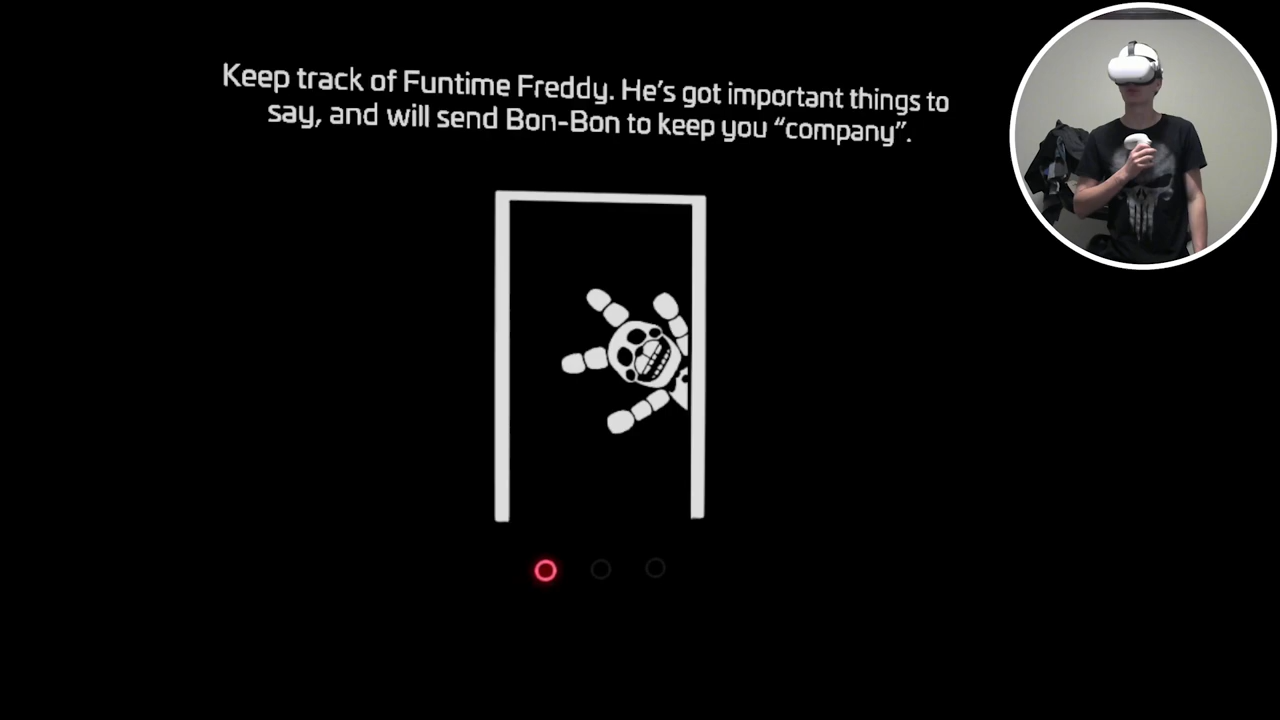 Keep track of Funtime Freddy. He's got important things to
say, and will send Bon-Bon to keep you “company”.